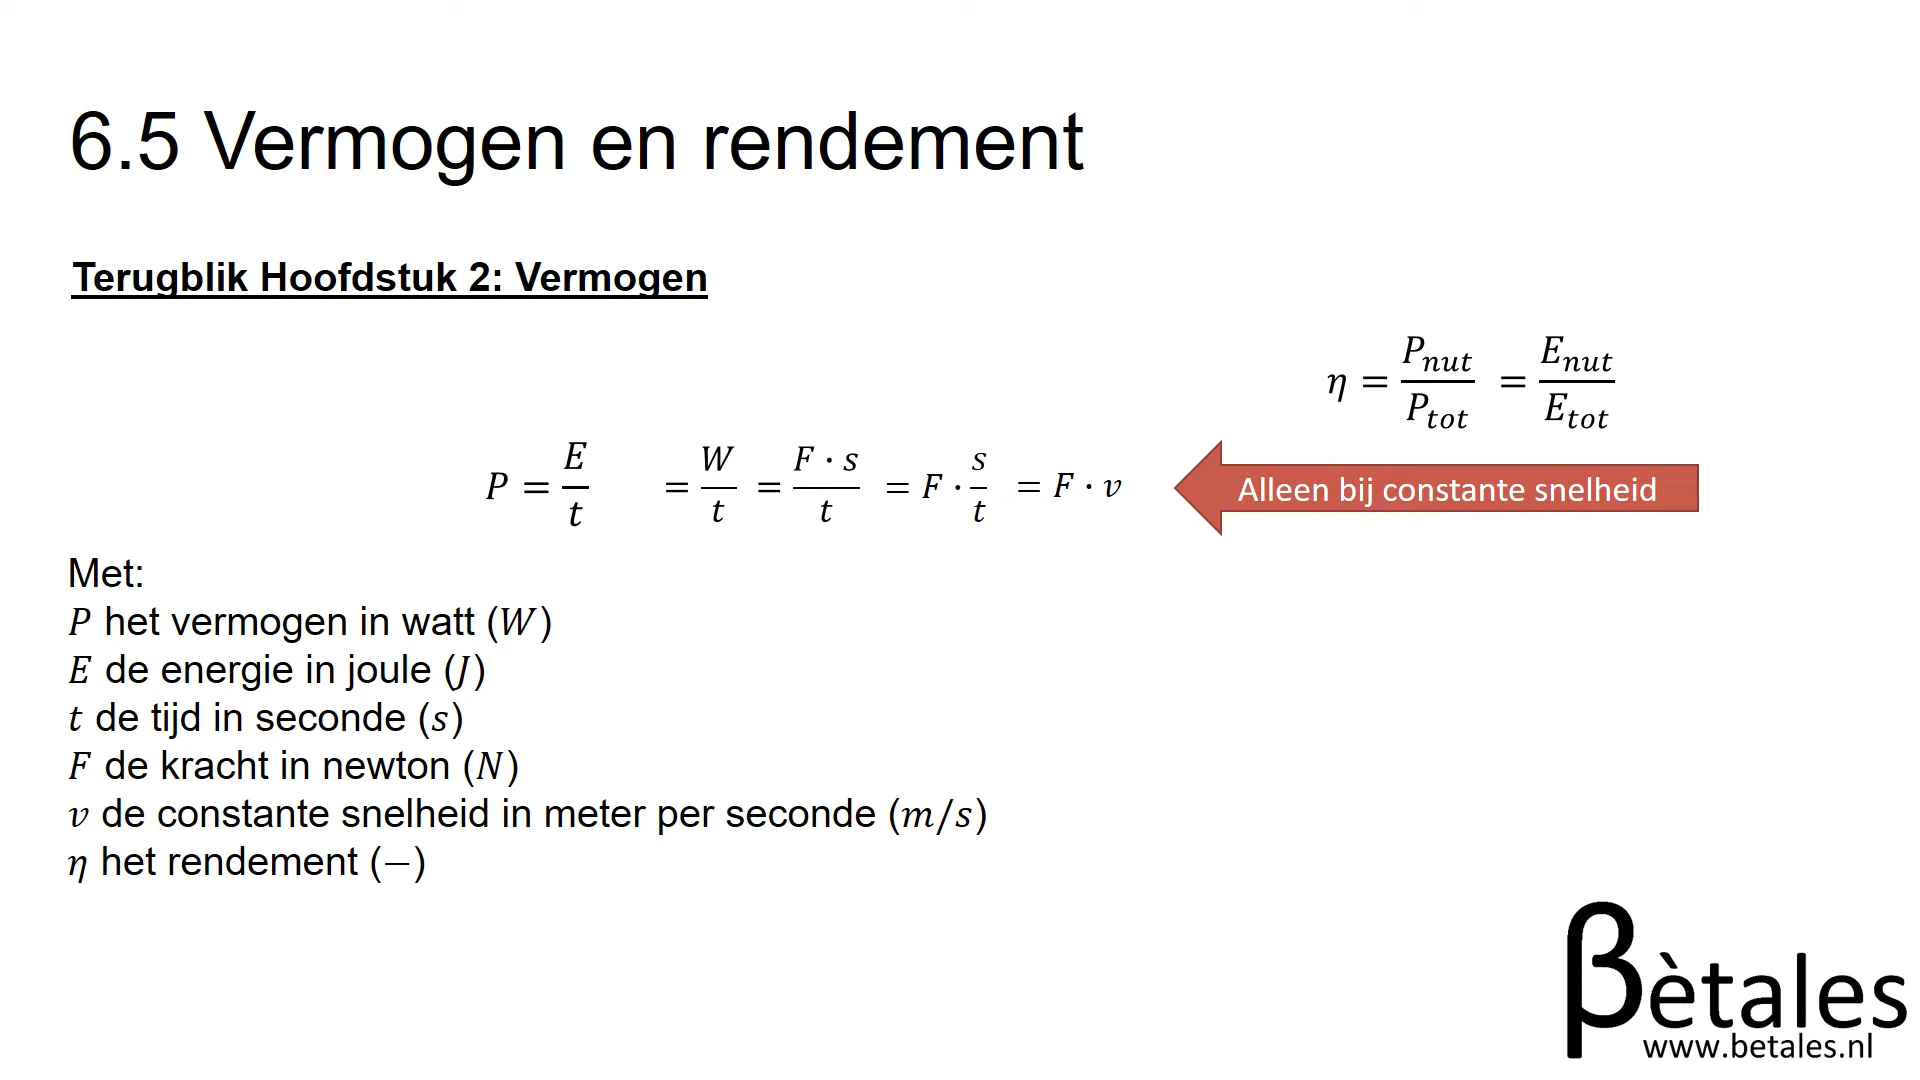 6.5 Vermogen en rendement
Terugblik Hoofdstuk 2: Vermogen
η = P_nut / P_tot = E_nut / E_tot
P = E / t = W / t = F · s / t = F · s / t = F · v
Alleen bij constante snelheid
Met:
P het vermogen in watt (W)
E de energie in joule (J)
t de tijd in seconde (s)
F de kracht in newton (N)
v de constante snelheid in meter per seconde (m/s)
η het rendement (−)
βètales
www.betales.nl